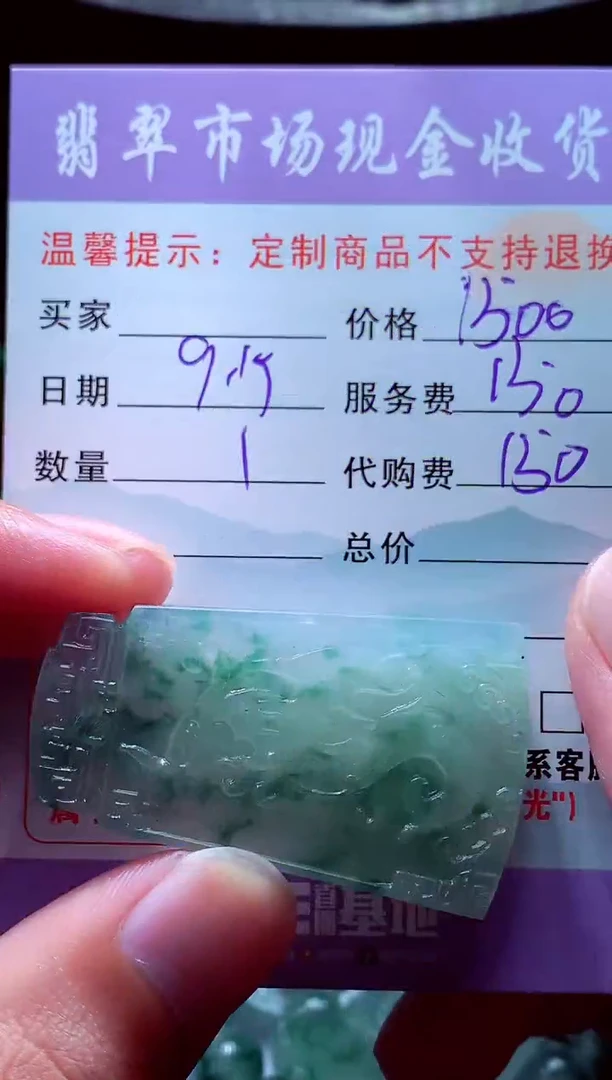 翡翠市场现金收货
温馨提示：定制商品不支持退换
买家 价格 1500
日期 服务费 150
数量 1 代购费 150
总价
系客服
光")
基地